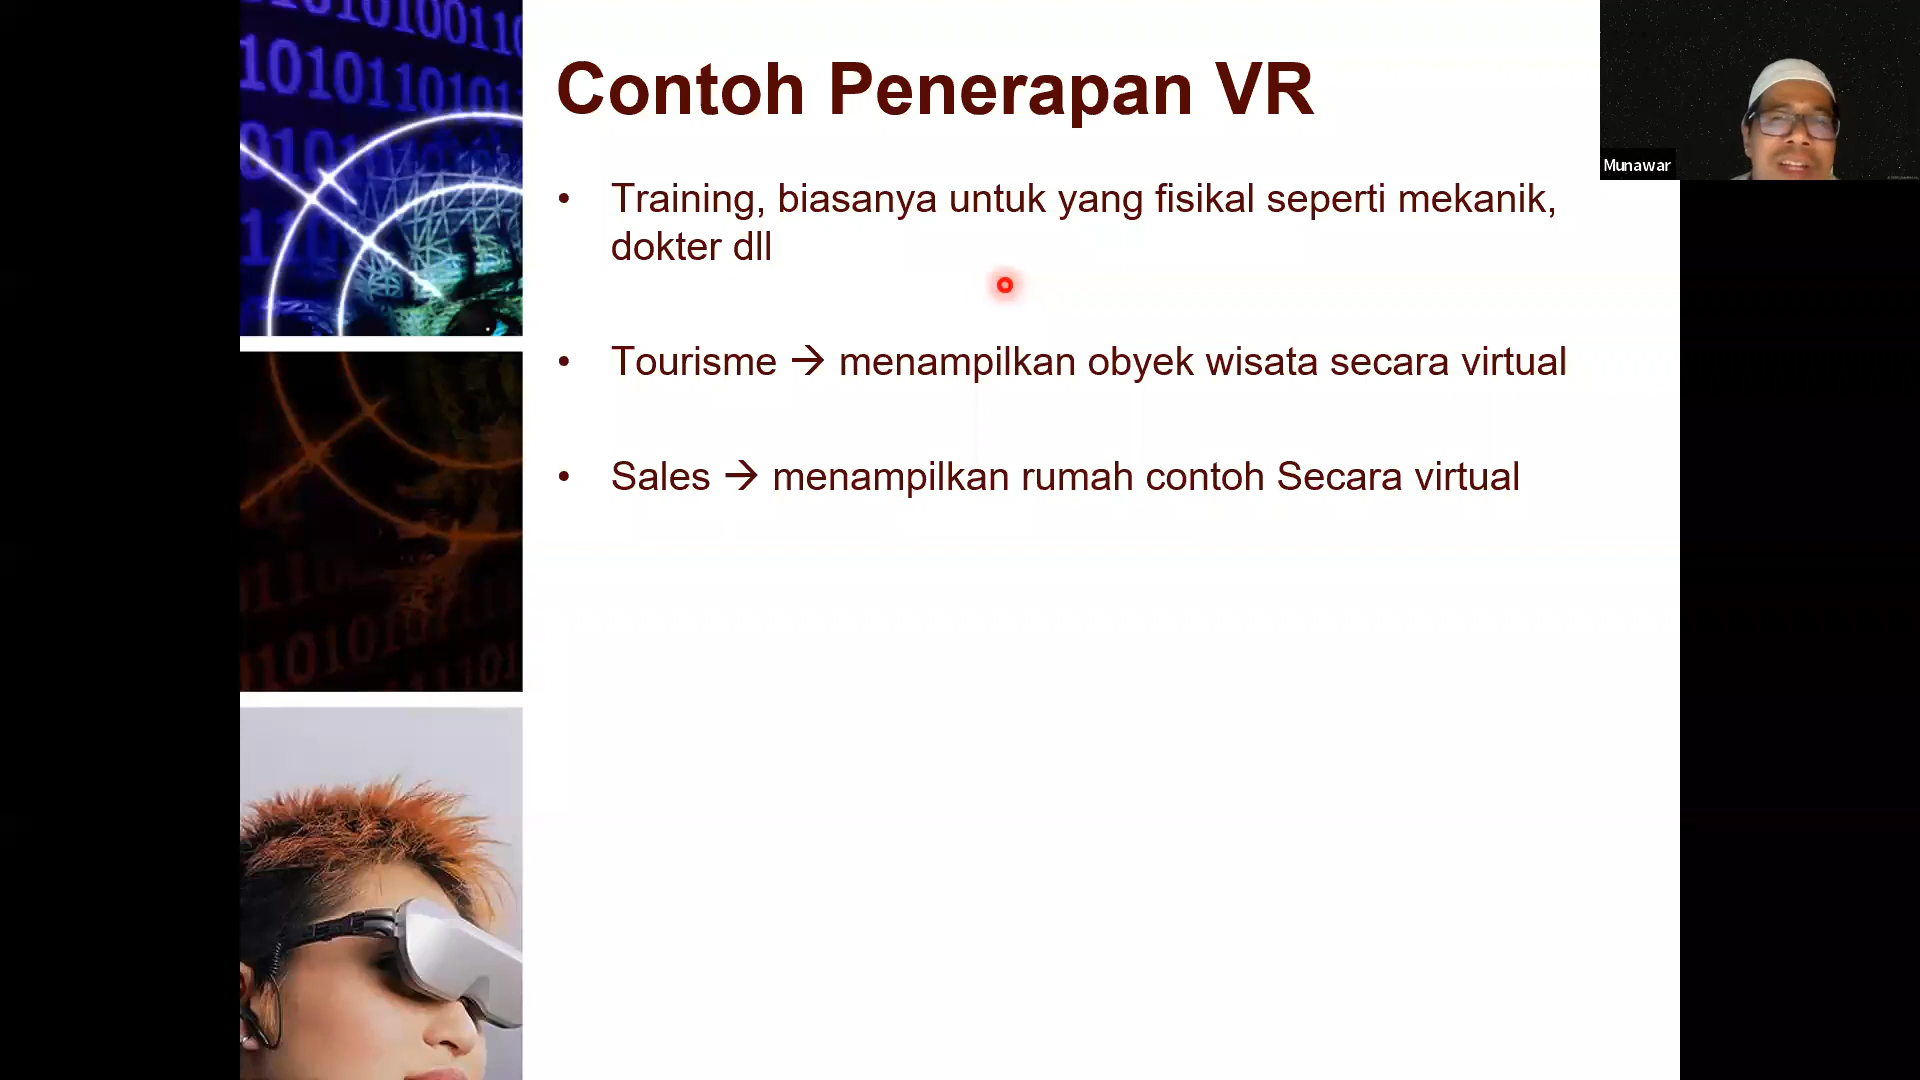 Contoh Penerapan VR
Munawar
• Training, biasanya untuk yang fisikal seperti mekanik,
dokter dll
• Tourisme → menampilkan obyek wisata secara virtual
• Sales → menampilkan rumah contoh Secara virtual